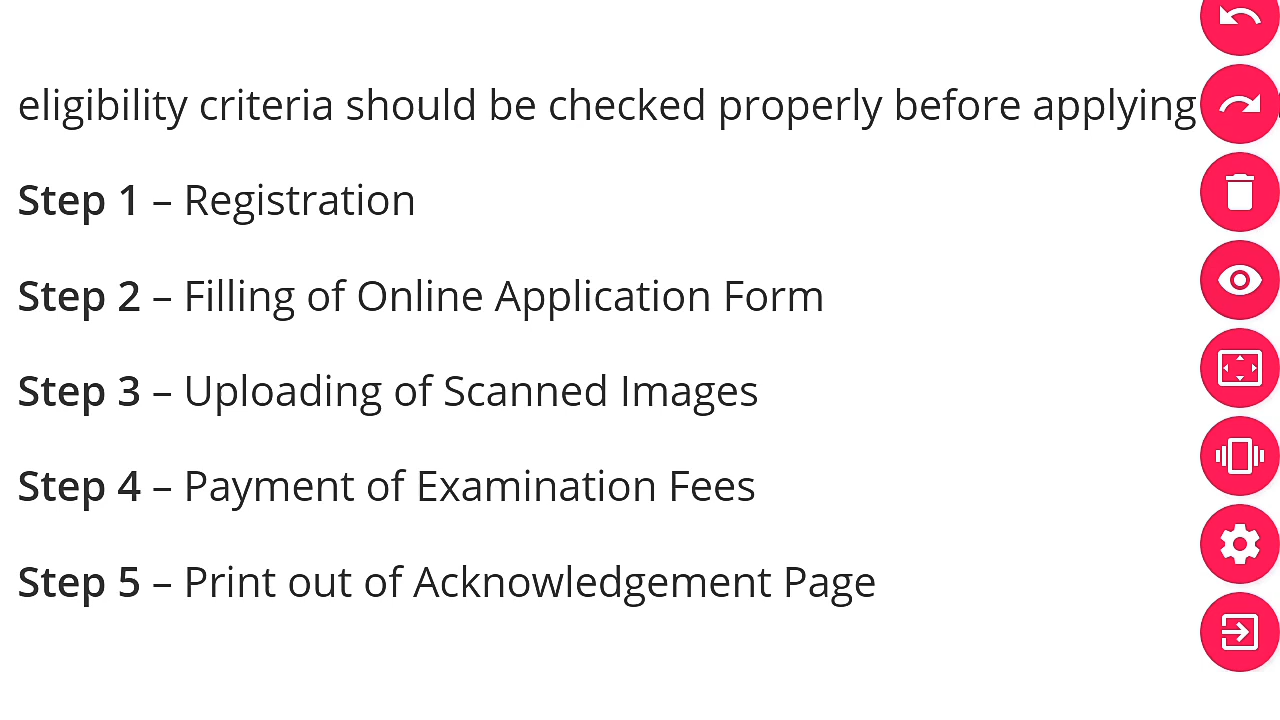 eligibility criteria should be checked properly before applying
Step 1 – Registration
Step 2 – Filling of Online Application Form
Step 3 – Uploading of Scanned Images
Step 4 – Payment of Examination Fees
Step 5 – Print out of Acknowledgement Page